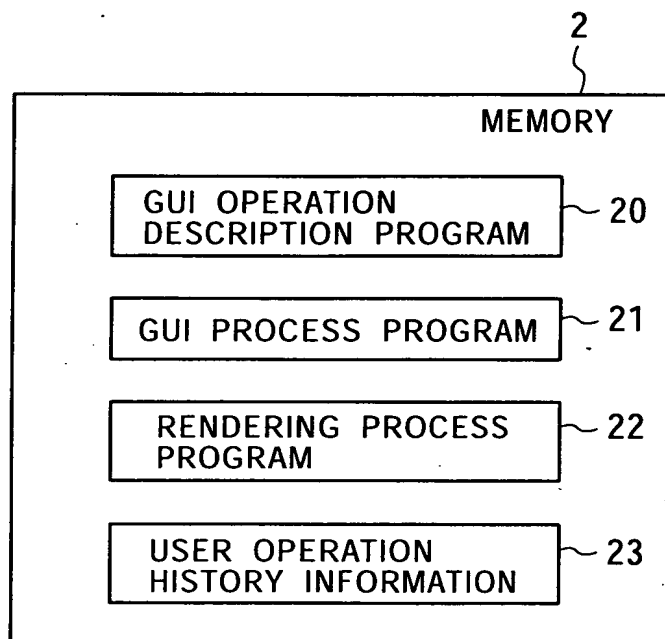 2
MEMORY
GUI OPERATION
DESCRIPTION PROGRAM
20
GUI PROCESS PROGRAM
21
RENDERING PROCESS
PROGRAM
22
USER OPERATION
HISTORY INFORMATION
23